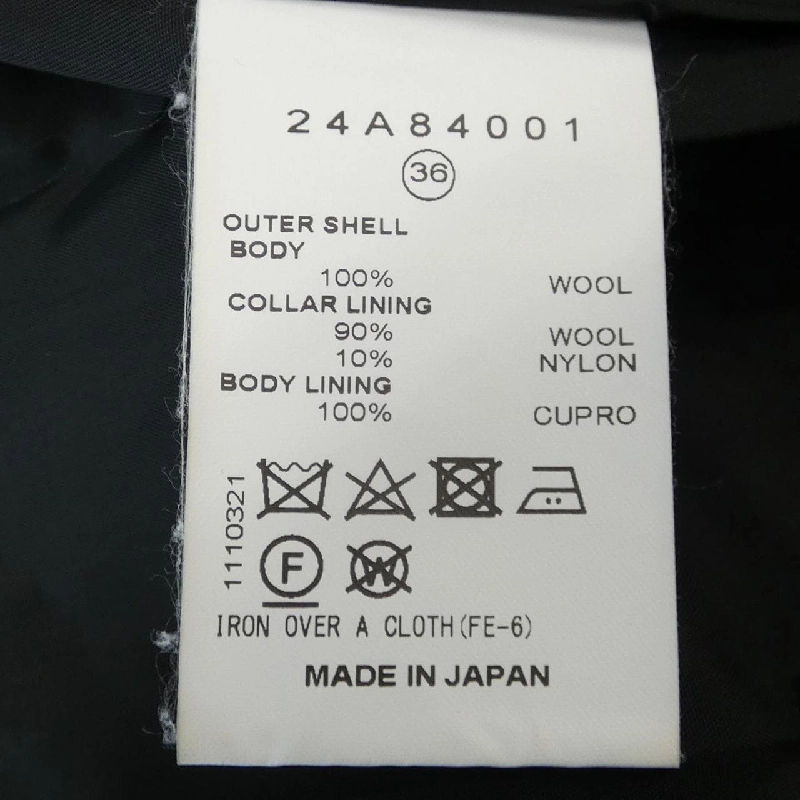 24A84001
36
OUTER SHELL
BODY
100% WOOL
COLLAR LINING
90% WOOL
10% NYLON
BODY LINING
100% CUPRO
1110321
F W
IRON OVER A CLOTH(FE-6)
MADE IN JAPAN